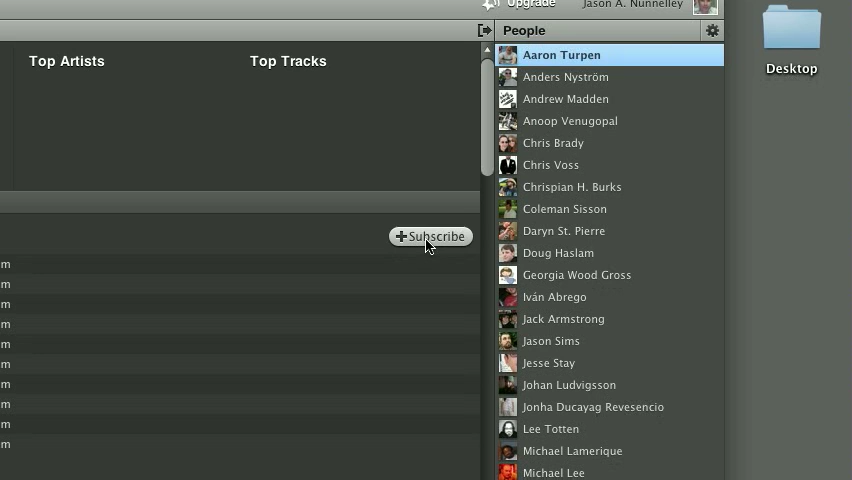 Upgrade
Jason A. Nunnelley
People
Top Artists
Top Tracks
Desktop
Aaron Turpen
Anders Nyström
Andrew Madden
Anoop Venugopal
Chris Brady
Chris Voss
Chrispian H. Burks
Coleman Sisson
Daryn St. Pierre
+Subscribe
Doug Haslam
m
Georgia Wood Gross
m
Iván Abrego
m
Jack Armstrong
m
Jason Sims
m
Jesse Stay
m
Johan Ludvigsson
m
Jonha Ducayag Revesencio
m
Lee Totten
m
Michael Lamerique
m
Michael Lee